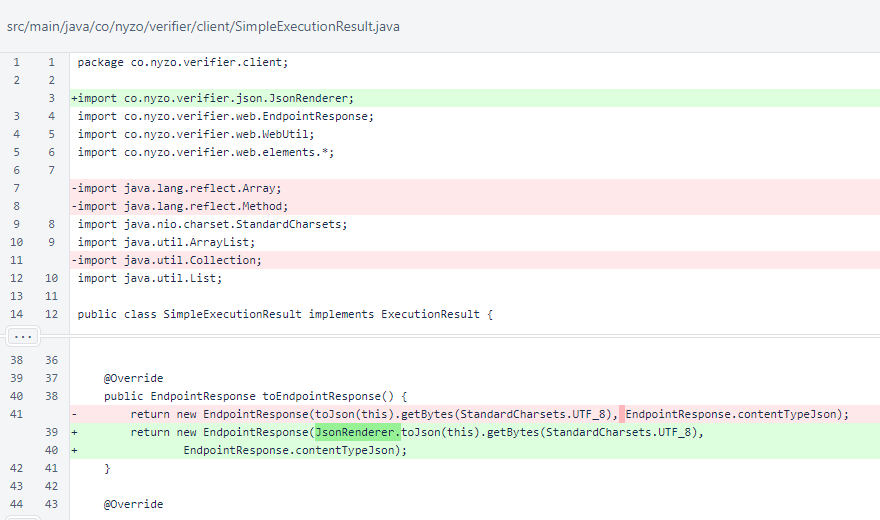 src/main/java/co/nyzo/verifier/client/SimpleExecutionResult.java
1 1 package co.nyzo.verifier.client;
2 2
3 +import co.nyzo.verifier.json.JsonRenderer;
3 4 import co.nyzo.verifier.web.EndpointResponse;
4 5 import co.nyzo.verifier.web.WebUtil;
5 6 import co.nyzo.verifier.web.elements.*;
6 7
7 -import java.lang.reflect.Array;
8 -import java.lang.reflect.Method;
9 8 import java.nio.charset.StandardCharsets;
10 9 import java.util.ArrayList;
11 -import java.util.Collection;
12 10 import java.util.List;
13 11
14 12 public class SimpleExecutionResult implements ExecutionResult {
...
38 36
39 37 @Override
40 38 public EndpointResponse toEndpointResponse() {
41 - return new EndpointResponse(toJson(this).getBytes(StandardCharsets.UTF_8), EndpointResponse.contentTypeJson);
39 + return new EndpointResponse(JsonRenderer.toJson(this).getBytes(StandardCharsets.UTF_8),
40 + EndpointResponse.contentTypeJson);
42 41 }
43 42
44 43 @Override